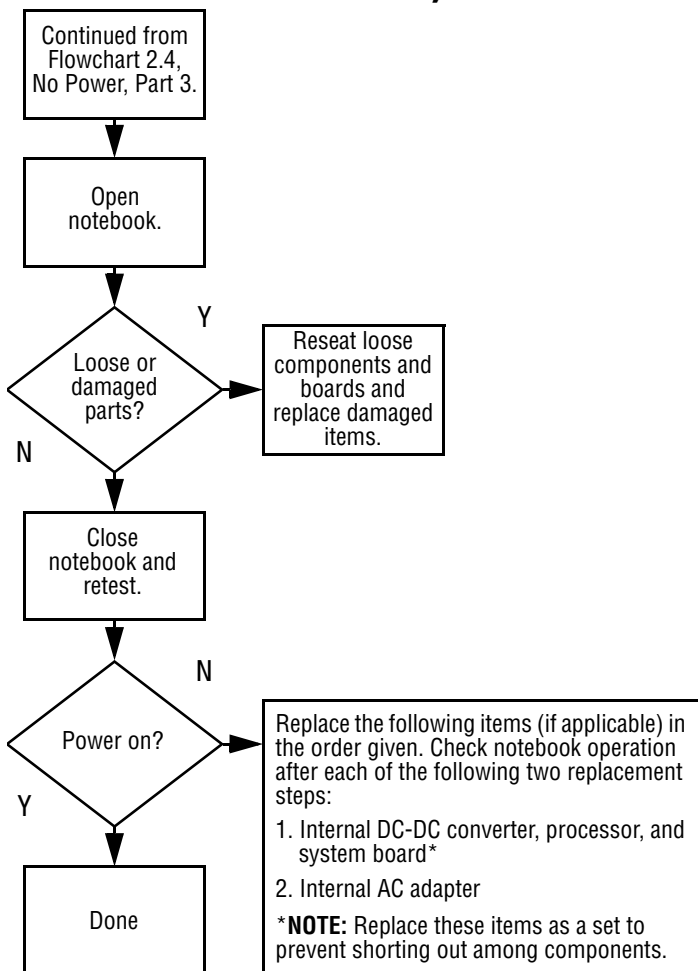 Continued from
Flowchart 2.4,
No Power, Part 3.
Open
notebook.
Y
Loose or
damaged
parts?
Reseat loose
components and
boards and
replace damaged
items.
N
Close
notebook and
retest.
N
Power on?
Replace the following items (if applicable) in
the order given. Check notebook operation
after each of the following two replacement
steps:
1. Internal DC-DC converter, processor, and
system board*
2. Internal AC adapter
*NOTE: Replace these items as a set to
prevent shorting out among components.
Y
Done